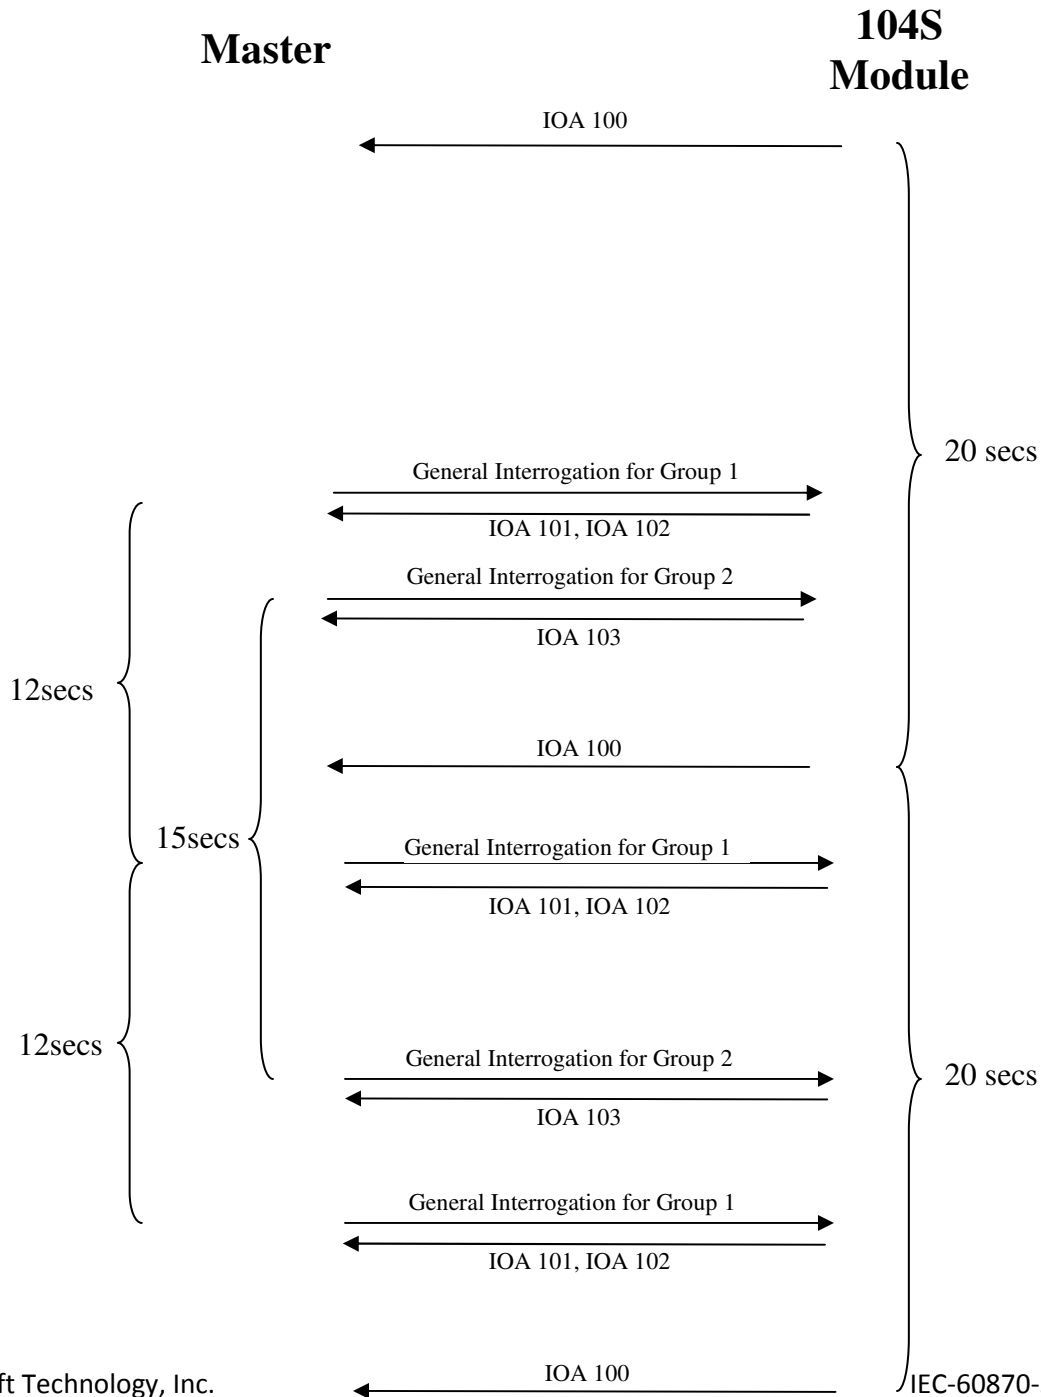 Master
104S
Module
IOA 100
20 secs
General Interrogation for Group 1
IOA 101, IOA 102
General Interrogation for Group 2
IOA 103
12secs
IOA 100
15secs
General Interrogation for Group 1
IOA 101, IOA 102
12secs
General Interrogation for Group 2
20 secs
IOA 103
General Interrogation for Group 1
IOA 101, IOA 102
IOA 100
ft Technology, Inc.
IEC-60870-